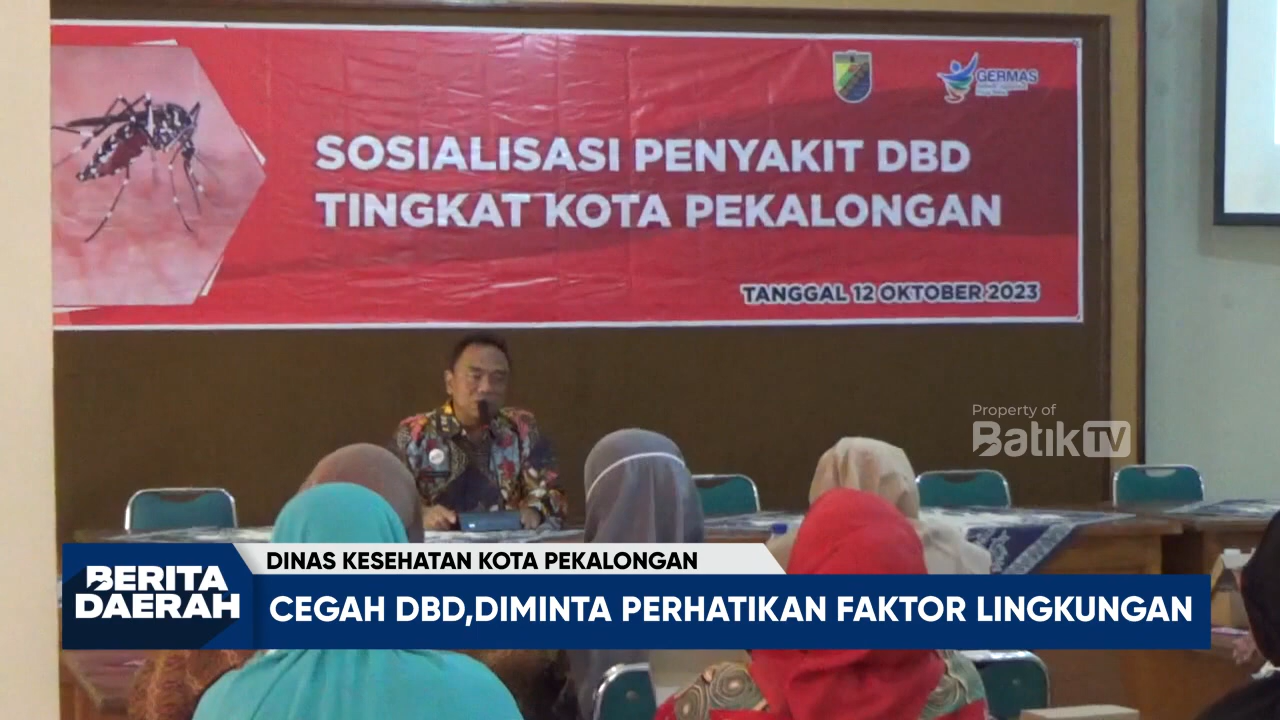 GERMAS
SOSIALISASI PENYAKIT DBD
TINGKAT KOTA PEKALONGAN
TANGGAL 12 OKTOBER 2023
Property of
BatikTV
DINAS KESEHATAN KOTA PEKALONGAN
BERITA
DAERAH
CEGAH DBD,DIMINTA PERHATIKAN FAKTOR LINGKUNGAN